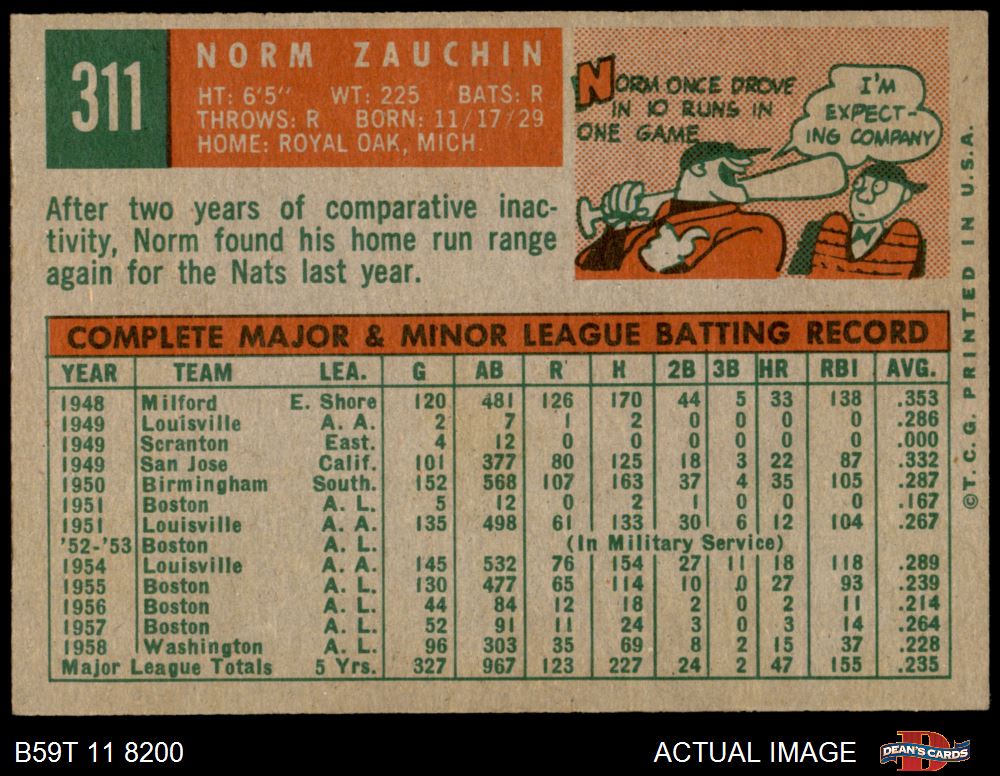 311
NORM ZAUCHIN
HT: 6'5" WT: 225 BATS: R
THROWS: R BORN: 11/17/29
HOME: ROYAL OAK, MICH.
NORM ONCE DROVE
IN 10 RUNS IN
ONE GAME
I'M
EXPECT-
ING COMPANY
After two years of comparative inac-
tivity, Norm found his home run range
again for the Nats last year.
COMPLETE MAJOR & MINOR LEAGUE BATTING RECORD
YEAR TEAM LEA. G AB R H 2B 3B HR RBI AVG.
1948 Milford E. Shore 120 481 126 170 44 5 33 138 .353
1949 Louisville A. A. 2 7 1 2 0 0 0 0 .286
1949 Scranton East. 4 12 0 0 0 0 0 0 .000
1949 San Jose Calif. 101 377 80 125 18 3 22 87 .332
1950 Birmingham South. 152 568 107 163 37 4 35 105 .287
1951 Boston A. L. 5 12 0 2 1 0 0 0 .167
1951 Louisville A. A. 135 498 61 133 30 6 12 104 .267
'52-'53 Boston A. L. (In Military Service)
1954 Louisville A. A. 145 532 76 154 27 11 18 118 .289
1955 Boston A. L. 130 477 65 114 10 0 27 93 .239
1956 Boston A. L. 44 84 12 18 2 0 2 11 .214
1957 Boston A. L. 52 91 11 24 3 0 3 14 .264
1958 Washington A. L. 96 303 35 69 8 2 15 37 .228
Major League Totals 5 Yrs. 327 967 123 227 24 2 47 155 .235
©T. C. G. PRINTED IN U.S.A.
B59T 11 8200
ACTUAL IMAGE
D
DEAN'S CARDS